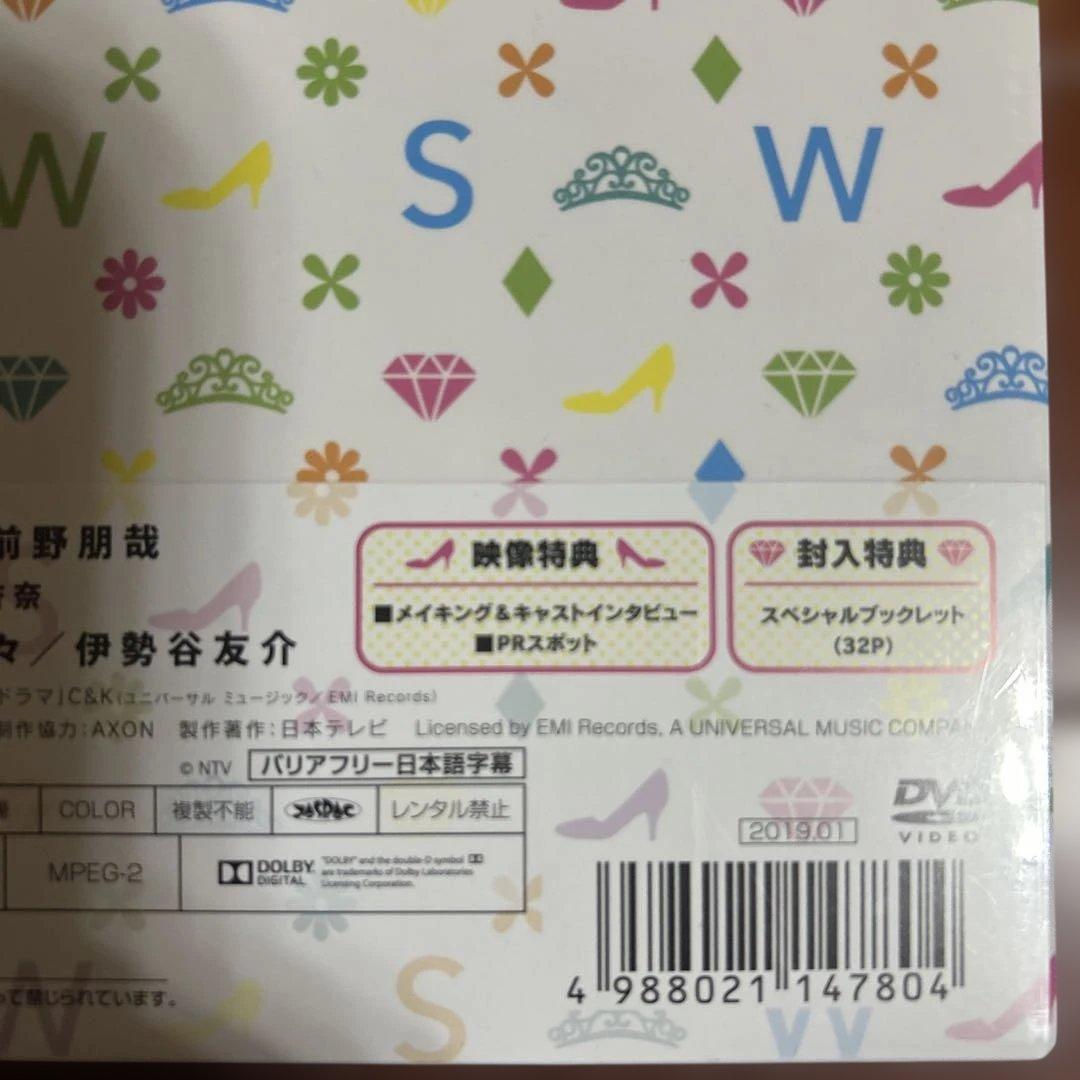 W S W
前野朋哉
奈
々／伊勢谷友介
映像特典
■メイキング&キャストインタビュー
■PRスポット
封入特典
スペシャルブックレット
(32P)
ドラマ」C&K(ユニバーサル ミュージック/EMI Records)
制作協力:AXON 製作著作:日本テレビ Licensed by EMI Records, A UNIVERSAL MUSIC COMPAN
© NTV バリアフリー日本語字幕
COLOR 複製不能 レンタル禁止
MPEG-2 DOLBY DIGITAL
"DOLBY" and the double-D symbol
are trademarks of Dolby Laboratories
Licensing Corporation.
2019.01
DVD
VIDEO
って禁じられています。
4 988021 147804
W S W